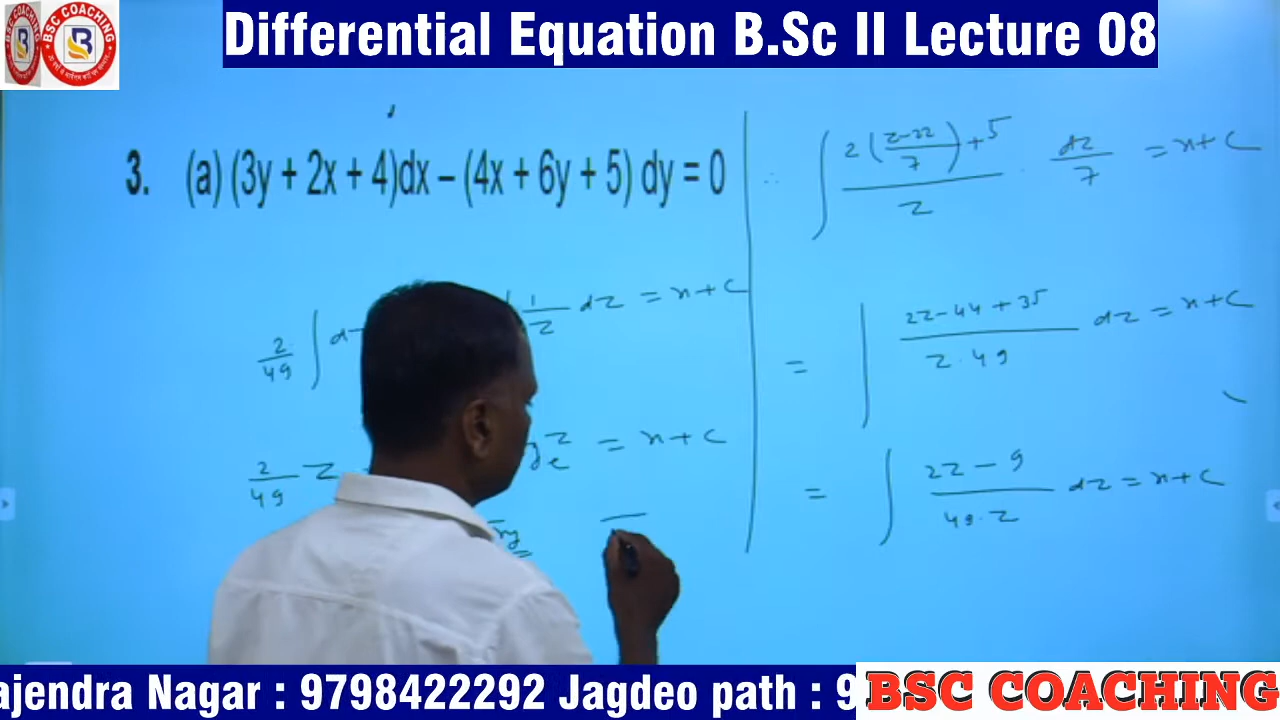 BSC COACHING
BSC COACHING
Differential Equation B.Sc II Lecture 08
3. (a) (3y + 2x + 4)dx – (4x + 6y + 5) dy = 0
2/49 ∫ 1/z dz = x + c
2/49 z = x + c
∴ ∫ (2((z-22)/7) + 5)/z · dz/7 = x + c
= ∫ (2z - 44 + 35)/(z · 49) dz = x + c
= ∫ (2z - 9)/(49 · z) dz = x + c
ajendra Nagar : 9798422292 Jagdeo path : 9
BSC COACHING